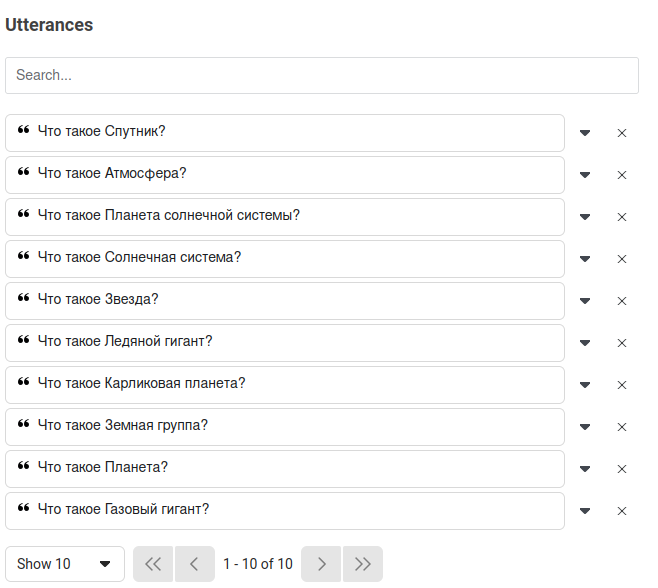 Utterances
Search...
❝ Что такое Спутник?
❝ Что такое Атмосфера?
❝ Что такое Планета солнечной системы?
❝ Что такое Солнечная система?
❝ Что такое Звезда?
❝ Что такое Ледяной гигант?
❝ Что такое Карликовая планета?
❝ Что такое Земная группа?
❝ Что такое Планета?
❝ Что такое Газовый гигант?
Show 10 1 - 10 of 10